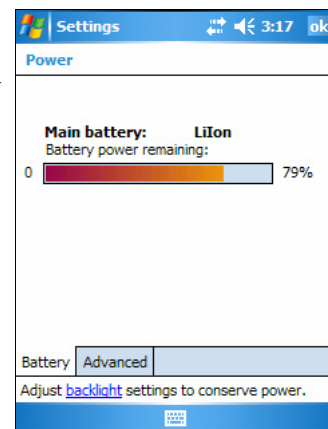 Settings 3:17 ok
Power
Main battery: LiIon
Battery power remaining:
0 79%
Battery Advanced
Adjust backlight settings to conserve power.